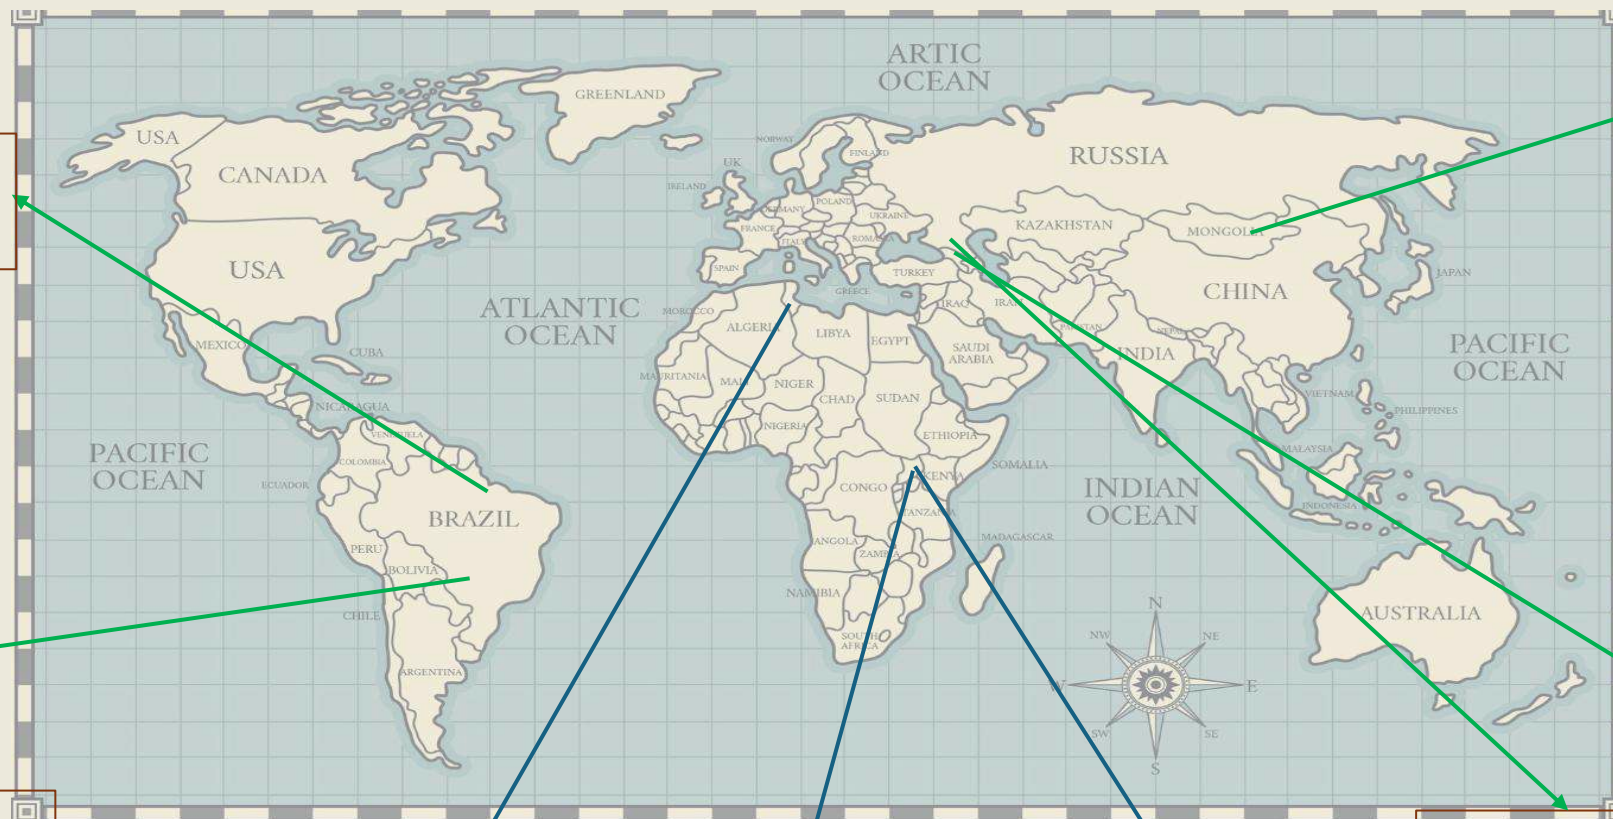 ARTIC
OCEAN
GREENLAND
USA
CANADA
NORWAY
FINLAND
RUSSIA
UK
IRELAND
GERMANY
POLAND
UKRAINE
FRANCE
ITALY
ROMANIA
KAZAKHSTAN
MONGOLIA
USA
SPAIN
TURKEY
GREECE
CHINA
JAPAN
ATLANTIC
OCEAN
MOROCCO
ALGERIA
LIBYA
EGYPT
IRAQ
IRAN
PAKISTAN
NEPAL
MEXICO
CUBA
SAUDI
ARABIA
INDIA
PACIFIC
OCEAN
MAURITANIA
MALI
NIGER
CHAD
SUDAN
VIETNAM
PHILIPPINES
NICARAGUA
VENEZUELA
NIGERIA
ETHIOPIA
MALAYSIA
PACIFIC
OCEAN
COLOMBIA
ECUADOR
CONGO
KENYA
SOMALIA
INDIAN
OCEAN
INDONESIA
BRAZIL
TANZANIA
PERU
BOLIVIA
ANGOLA
ZAMBIA
MADAGASCAR
CHILE
NAMIBIA
AUSTRALIA
SOUTH
AFRICA
ARGENTINA
N
NW
NE
W
E
SW
SE
S